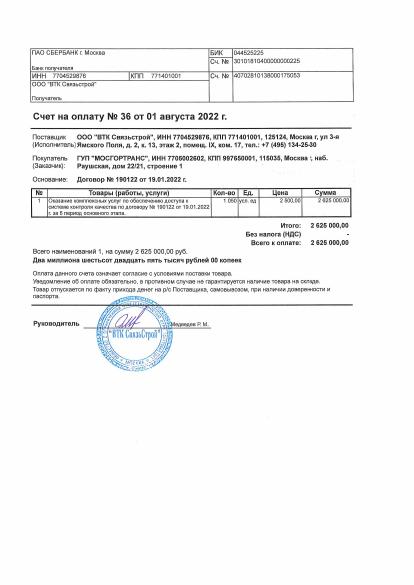 ПАО СБЕРБАНК г. Москва
БИК 044525225
Сч. № 30101810400000000225
Банк получателя
ИНН 7704529876 КПП 771401001 Сч. № 40702810138000175053
ООО "ВТК Связьстрой"
Получатель
Счет на оплату № 36 от 01 августа 2022 г.
Поставщик ООО "ВТК Связьстрой", ИНН 7704529876, КПП 771401001, 125124, Москва г, ул 3-я
(Исполнитель) Ямского Поля, д. 2, к. 13, этаж 2, помещ. IX, ком. 17, тел.: +7 (495) 134-25-30
Покупатель ГУП "МОСГОРТРАНС", ИНН 7705002602, КПП 997650001, 115035, Москва г, наб.
(Заказчик): Раушская, дом 22/21, строение 1
Основание: Договор № 190122 от 19.01.2022 г.
№ Товары (работы, услуги) Кол-во Ед. Цена Сумма
1 Оказание комплексных услуг по обеспечению доступа к 1 050 усл. ед 2 500,00 2 625 000,00
системе контроля качества по договору № 190122 от 19.01.2022
г. за 5 период основного этапа.
Итого: 2 625 000,00
Без налога (НДС) -
Всего к оплате: 2 625 000,00
Всего наименований 1, на сумму 2 625 000,00 руб.
Два миллиона шестьсот двадцать пять тысяч рублей 00 копеек
Оплата данного счета означает согласие с условиями поставки товара.
Уведомление об оплате обязательно, в противном случае не гарантируется наличие товара на складе.
Товар отпускается по факту прихода денег на р/с Поставщика, самовывозом, при наличии доверенности и
паспорта.
Руководитель Медведев Р. М.
"ВТК СвязьСтрой"